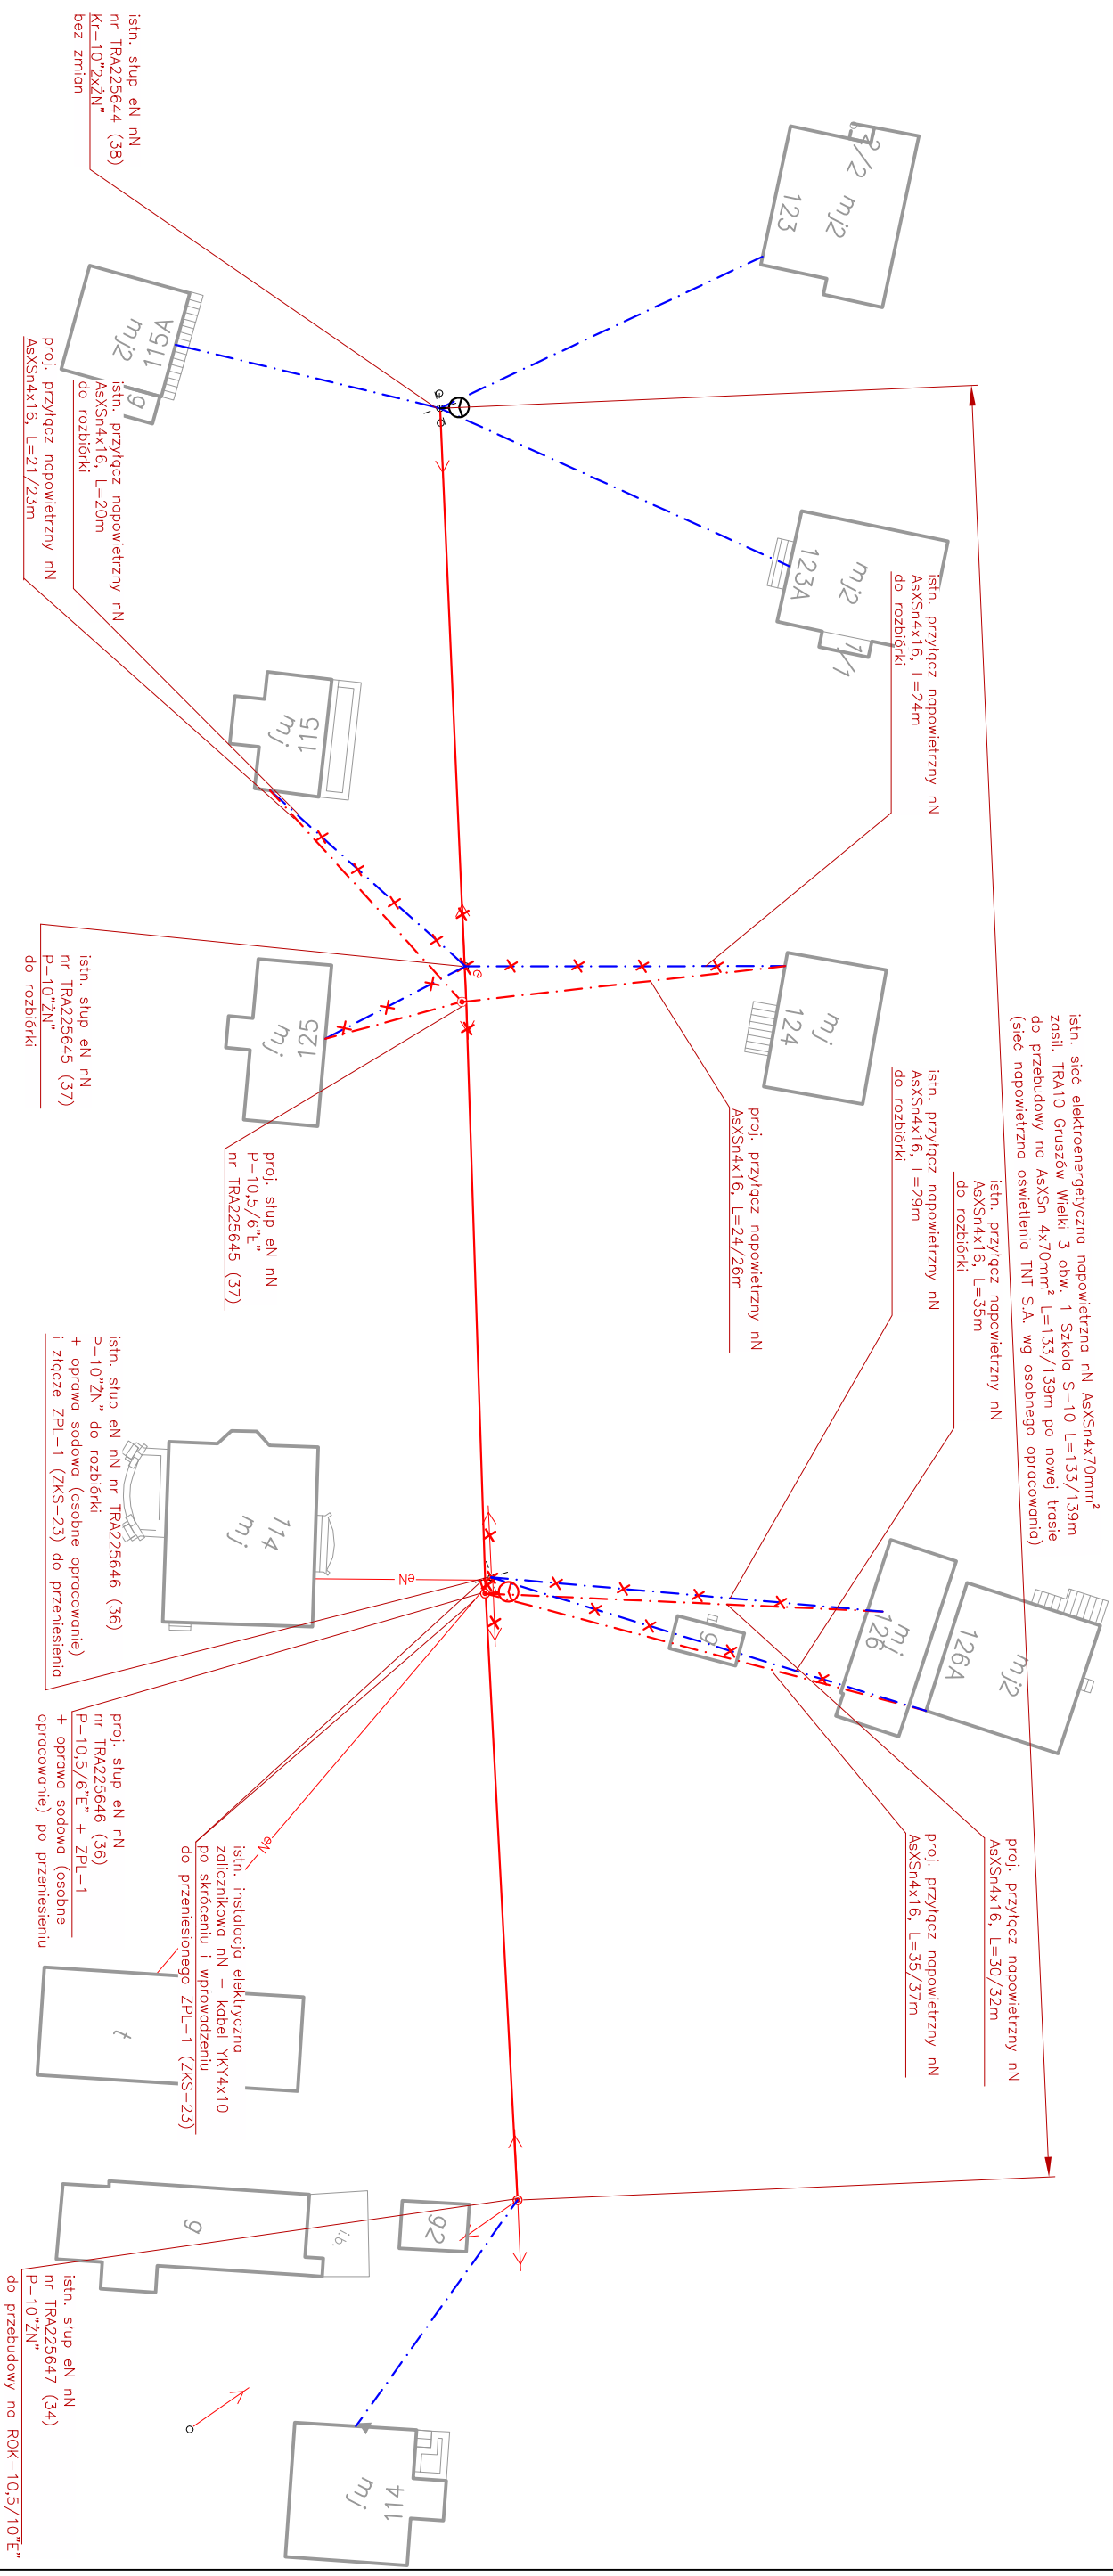 istn. sieć elektroenergetyczna napowietrzna nN AsXSn4x70mm²
zasil. TRA10 Gruszów Wielki 3 obw. 1 Szkoła S-10 L=133/139m
do przebudowy na AsXSn 4x70mm² L=133/139m po nowej trasie
(sieć napowietrzna oświetlenia TNT S.A. wg osobnego opracowania)
istn. przyłącz napowietrzny nN
AsXSn4x16, L=24m
do rozbiórki
istn. przyłącz napowietrzny nN
AsXSn4x16, L=35m
do rozbiórki
istn. przyłącz napowietrzny nN
AsXSn4x16, L=29m
do rozbiórki
proj. przyłącz napowietrzny nN
AsXSn4x16, L=30/32m
proj. przyłącz napowietrzny nN
AsXSn4x16, L=35/37m
proj. przyłącz napowietrzny nN
AsXSn4x16, L=24/26m
2/2
mj2
123
mj2
123A
1/1
mj
124
mj
126
mj2
126A
g
istn. słup eN nN
nr TRA225644 (38)
Kr-10"2xŻN"
bez zmian
115A
mj2
g
istn. przyłącz napowietrzny nN
AsXSn4x16, L=20m
do rozbiórki
proj. przyłącz napowietrzny nN
AsXSn4x16, L=21/23m
115
mj
125
mj
e
istn. słup eN nN
nr TRA225645 (37)
P-10"ŻN"
do rozbiórki
proj. słup eN nN
P-10,5/6"E"
nr TRA225645 (37)
114
mj
eN
istn. słup eN nN nr TRA225646 (36)
P-10"ŻN" do rozbiórki
+ oprawa sodowa (osobne opracowanie)
i złącze ZPL-1 (ZKS-23) do przeniesienia
proj. słup eN nN
nr TRA225646 (36)
P-10,5/6"E" + ZPL-1
+ oprawa sodowa (osobne
opracowanie) po przeniesieniu
eN
istn. instalacja elektryczna
zalicznikowa nN - kabel YKY4x10
po skróceniu i wprowadzeniu
do przeniesionego ZPL-1 (ZKS-23)
t
g
i.b.
g2
istn. słup eN nN
nr TRA225647 (34)
P-10"ŻN"
do przebudowy na ROK-10,5/10"E"
114
mj